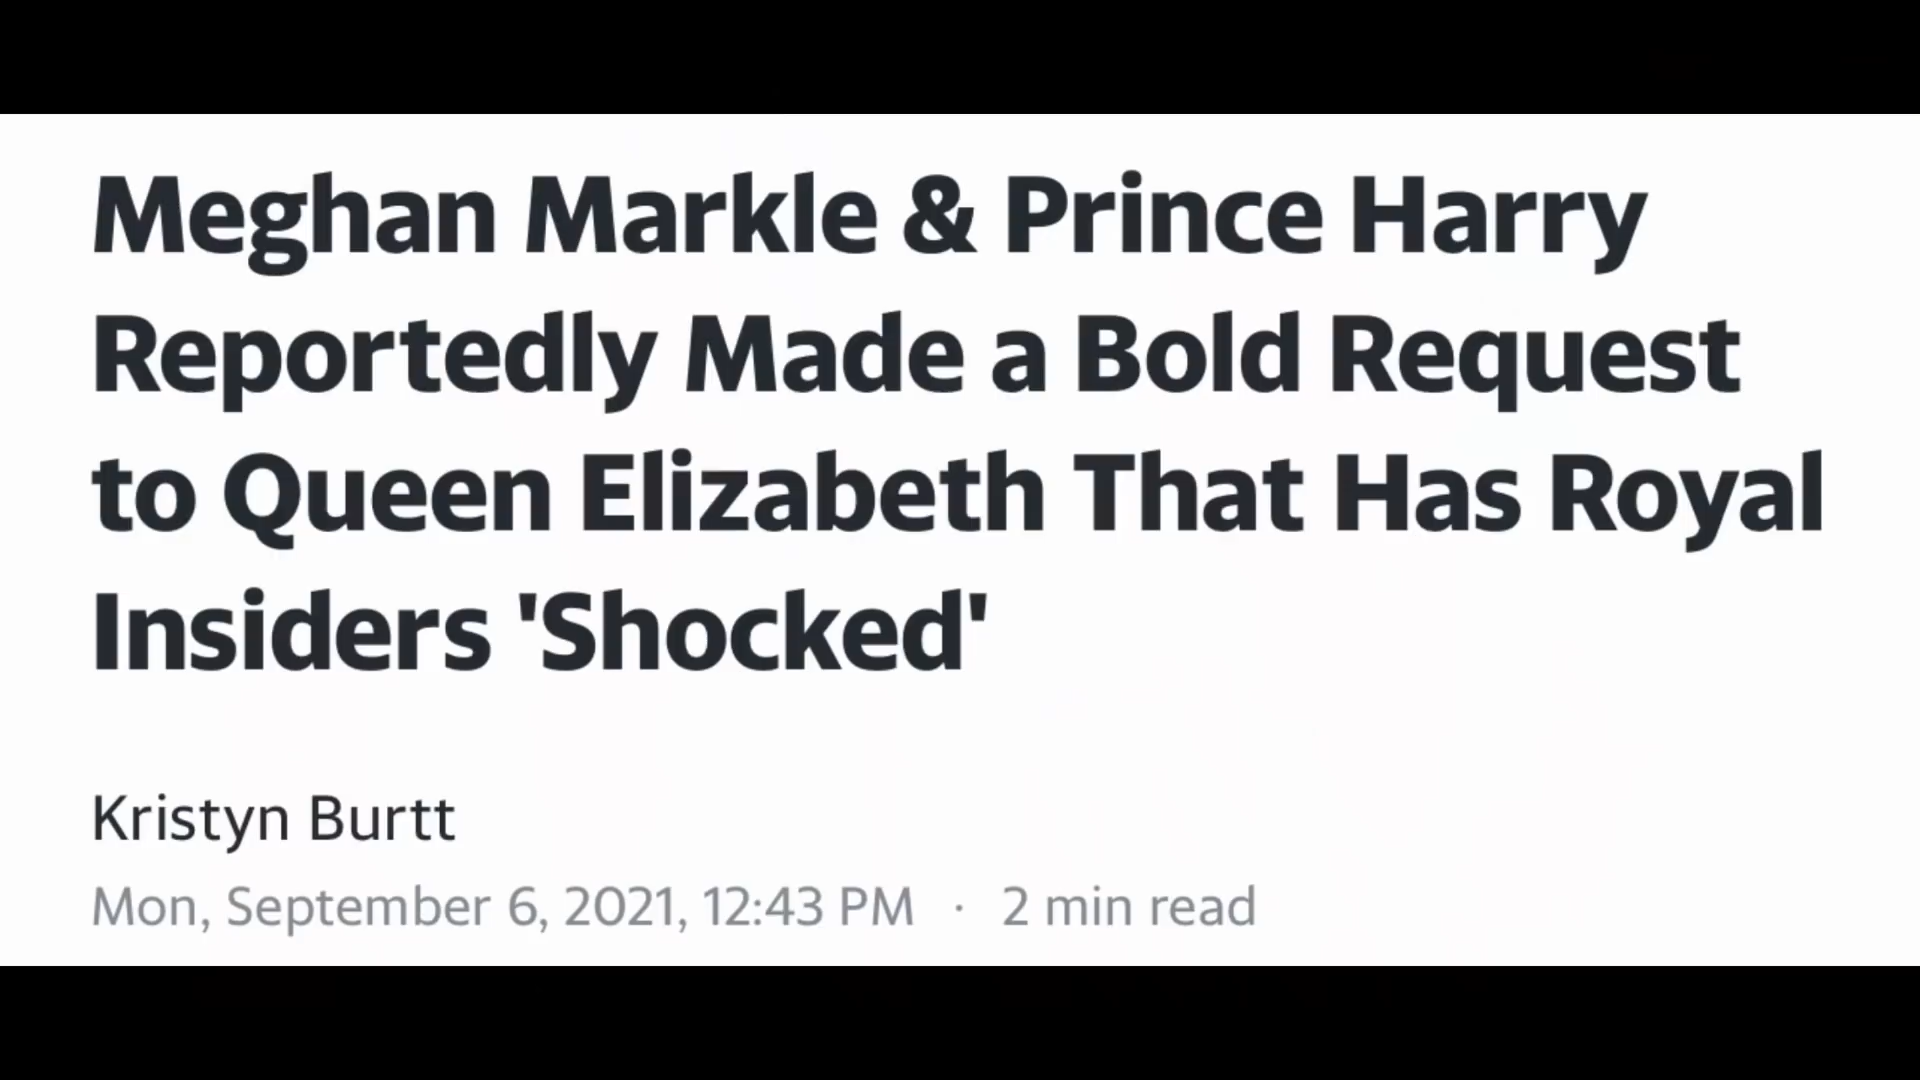 Meghan Markle & Prince Harry
Reportedly Made a Bold Request
to Queen Elizabeth That Has Royal
Insiders 'Shocked'
Kristyn Burtt
Mon, September 6, 2021, 12:43 PM · 2 min read